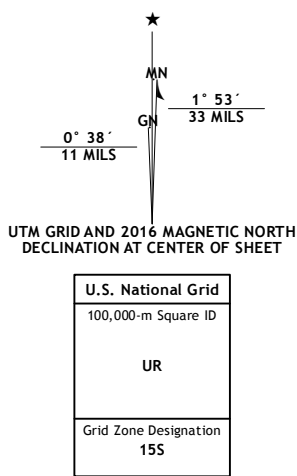 MN
1° 53´
33 MILS
GN
0° 38´
11 MILS
UTM GRID AND 2016 MAGNETIC NORTH
DECLINATION AT CENTER OF SHEET
U.S. National Grid
100,000-m Square ID
UR
Grid Zone Designation
15S